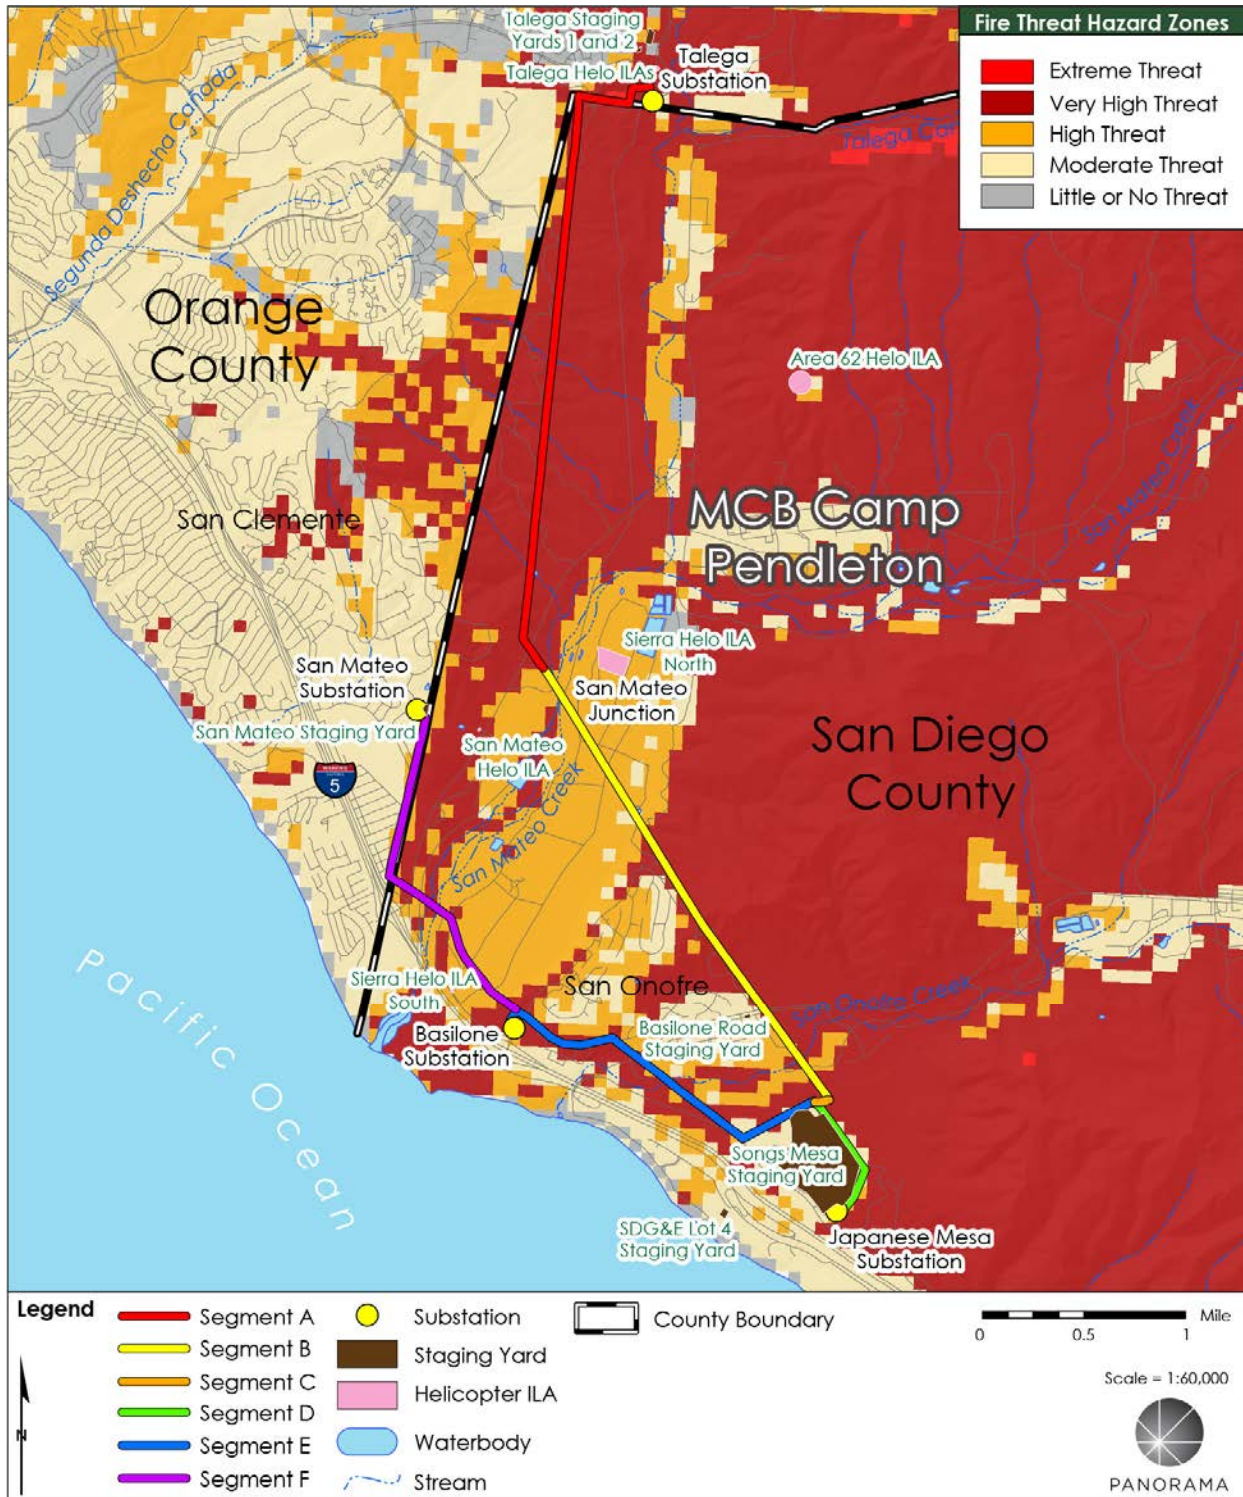 Talega Staging
Yards 1 and 2
Talega Helo ILAs
Talega
Substation
Fire Threat Hazard Zones
Extreme Threat
Very High Threat
High Threat
Moderate Threat
Little or No Threat
Segunda Deshecha Cañada
Orange
County
Area 62 Helo ILA
San Mateo Creek
MCB Camp
Pendleton
San Clemente
Sierra Helo ILA
North
San Mateo
Substation
San Mateo
Junction
San Mateo Staging Yard
San Mateo
Helo ILA
San Diego
County
5
San Mateo Creek
Pacific Ocean
Sierra Helo ILA
South
San Onofre
San Onofre Creek
Basilone
Substation
Basilone Road
Staging Yard
Songs Mesa
Staging Yard
SDG&E Lot 4
Staging Yard
Japanese Mesa
Substation
Legend
Segment A
Segment B
Segment C
Segment D
Segment E
Segment F
Substation
Staging Yard
Helicopter ILA
Waterbody
Stream
County Boundary
Mile
0 0.5 1
Scale = 1:60,000
N
PANORAMA